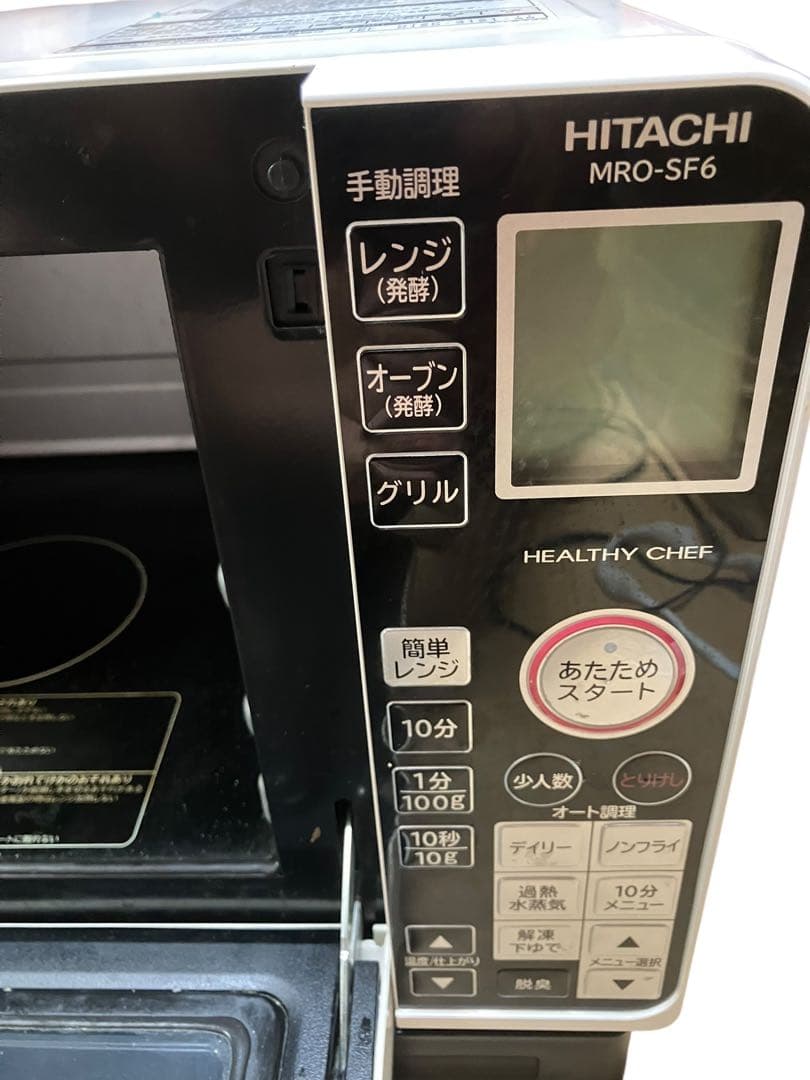 HITACHI
MRO-SF6
手動調理
レンジ
(発酵)
オーブン
(発酵)
グリル
HEALTHY CHEF
簡単
レンジ
あたため
スタート
10分
1分
100g
10秒
10g
少人数
とりけし
オート調理
デイリー
ノンフライ
過熱
水蒸気
10分
メニュー
解凍
下ゆで
▲
温度/仕上がり
▼
脱臭
▲
メニュー選択
▼